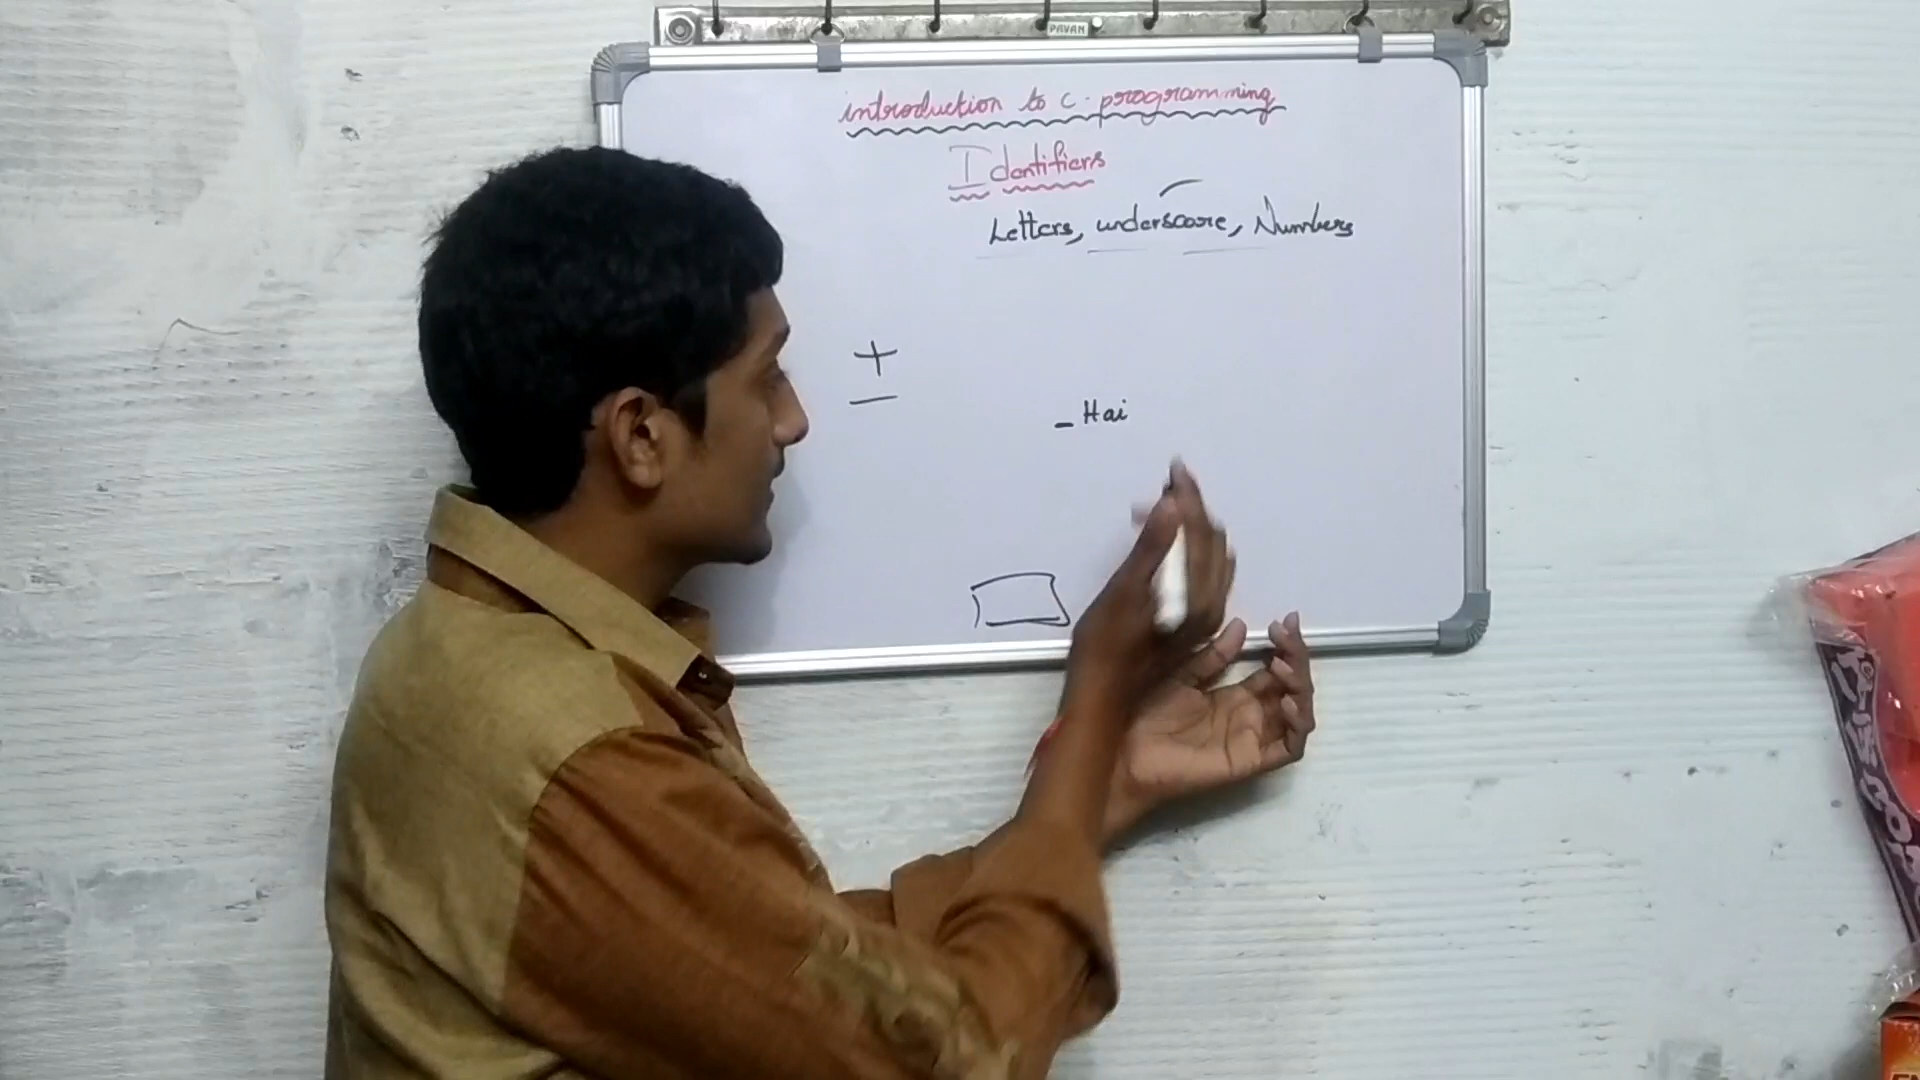 PAVAN
introduction to c. programming
Identifiers
Letters, underscore, Numbers
+
_
_Hai